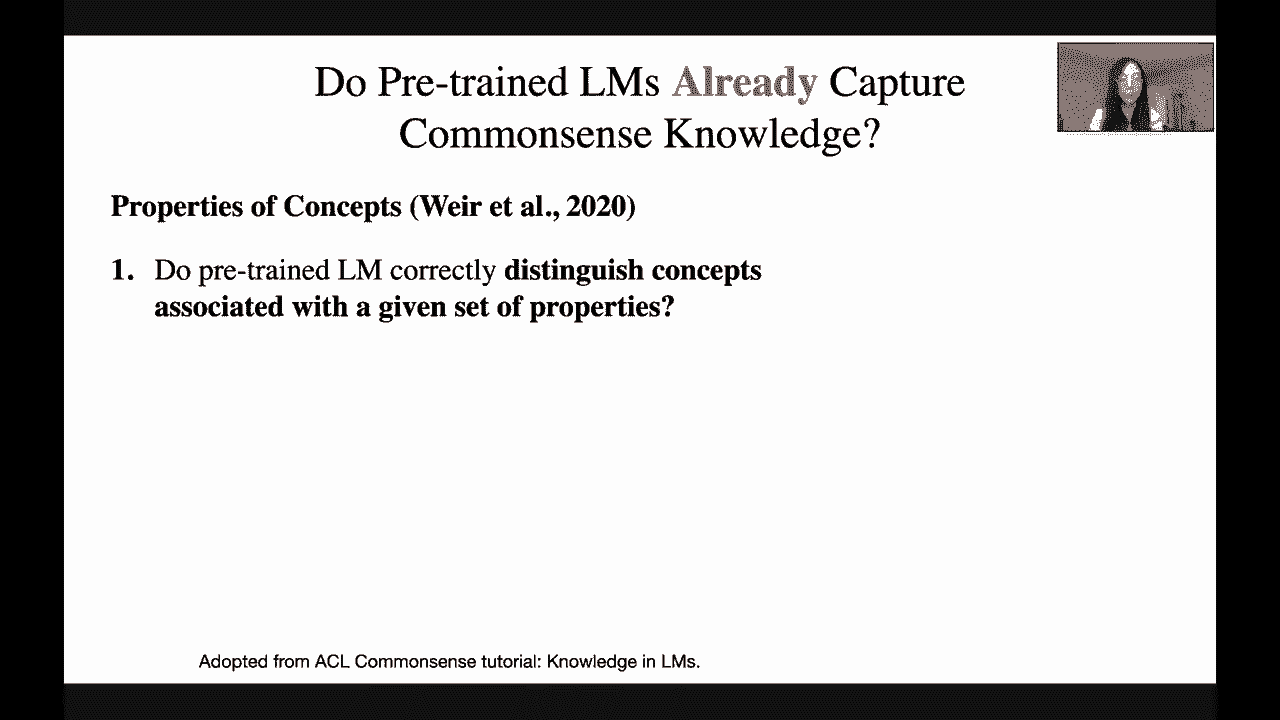 Do Pre-trained LMs Already Capture
Commonsense Knowledge?
Properties of Concepts (Weir et al., 2020)
1. Do pre-trained LM correctly distinguish concepts
associated with a given set of properties?
Adopted from ACL Commonsense tutorial: Knowledge in LMs.